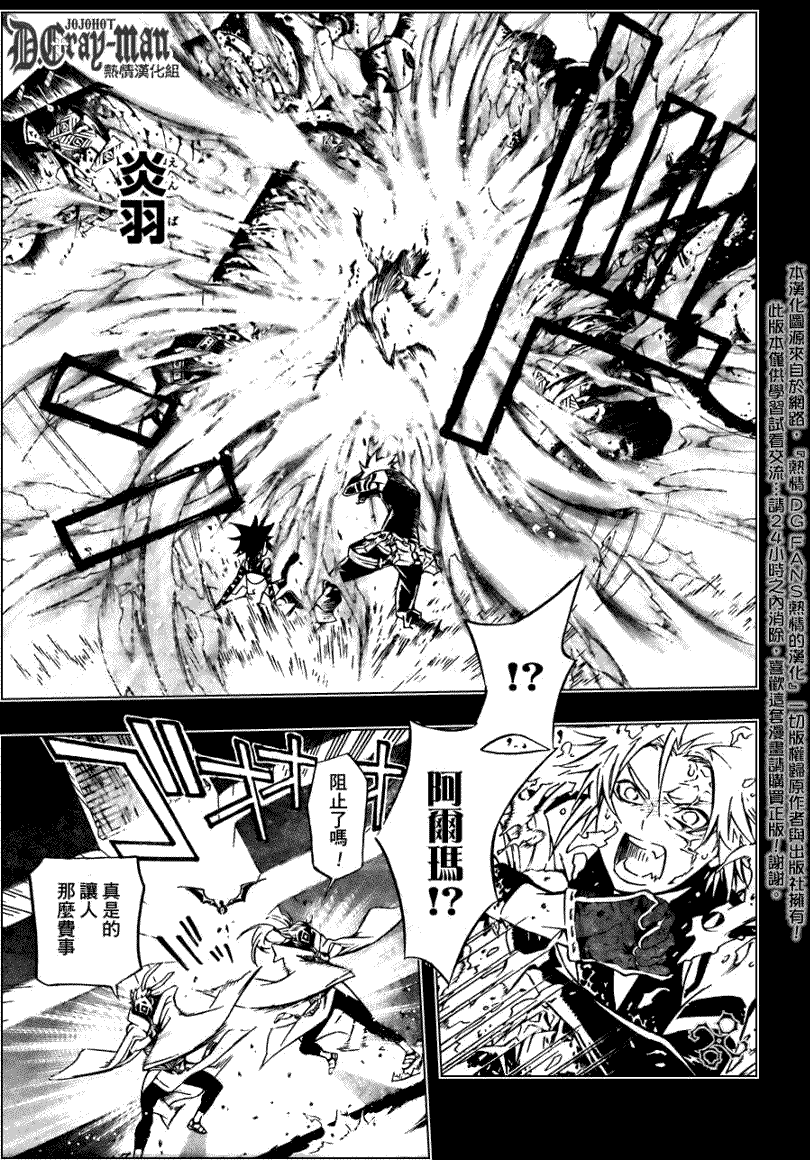 JOJOHOT
D.Gray-man
熱情漢化組
炎羽
えんば
!?
阿爾瑪!?
阻止了嗎!
真是的
讓人
那麼費事
本漢化圖源來自於網路。『熱情DG FANS熱情的漢化』一切版權歸原作者與出版社擁有!
此版本僅供學習試看交流…請24小時之內消除。喜歡這套漫畫請購買正版!謝謝。